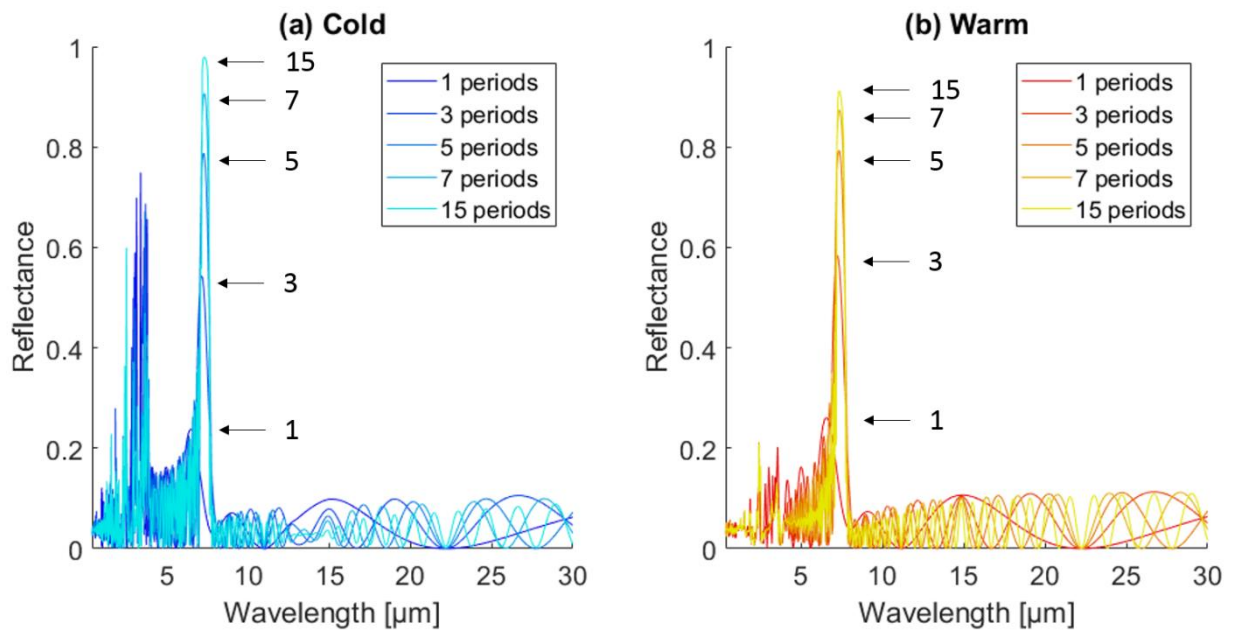 (a) Cold
1
0.8
0.6
0.4
0.2
0
5
10
15
20
25
30
Reflectance
Wavelength [µm]
15
7
5
3
1
1 periods
3 periods
5 periods
7 periods
15 periods
(b) Warm
1
0.8
0.6
0.4
0.2
0
5
10
15
20
25
30
Reflectance
Wavelength [µm]
15
7
5
3
1
1 periods
3 periods
5 periods
7 periods
15 periods